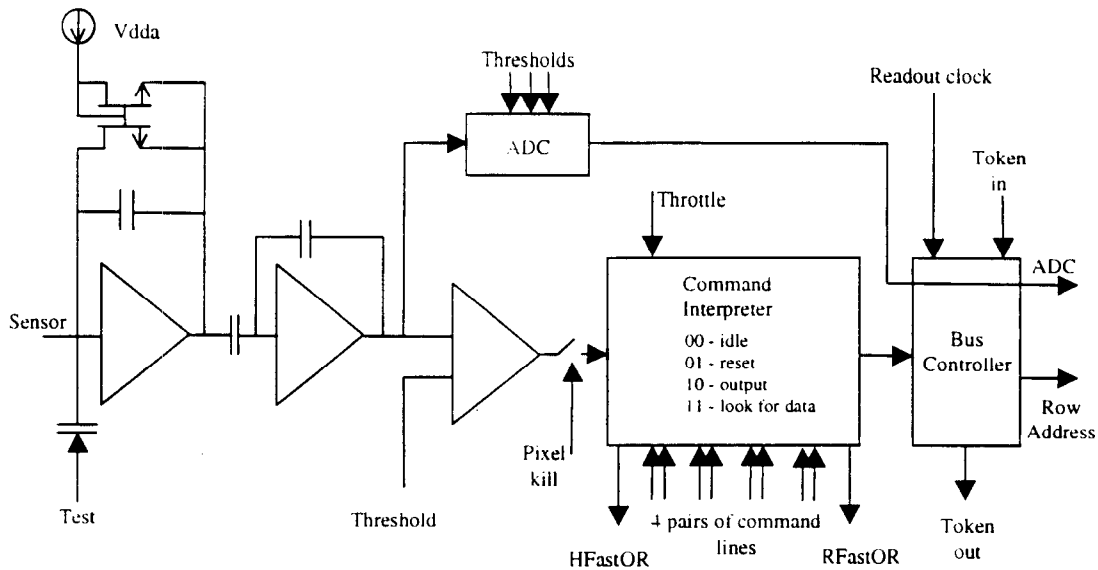 Vdda
Thresholds
Readout clock
ADC
Token
in
Throttle
ADC
Command
Interpreter
00 - idle
01 - reset
10 - output
11 - look for data
Sensor
Bus
Controller
Row
Address
Pixel
kill
Test
Threshold
4 pairs of command
lines
HFastOR
RFastOR
Token
out